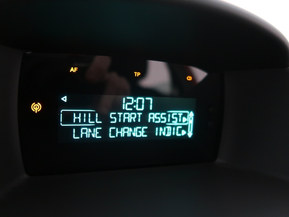 AF TP
12:07
HILL START ASSIST
LANE CHANGE INDIC